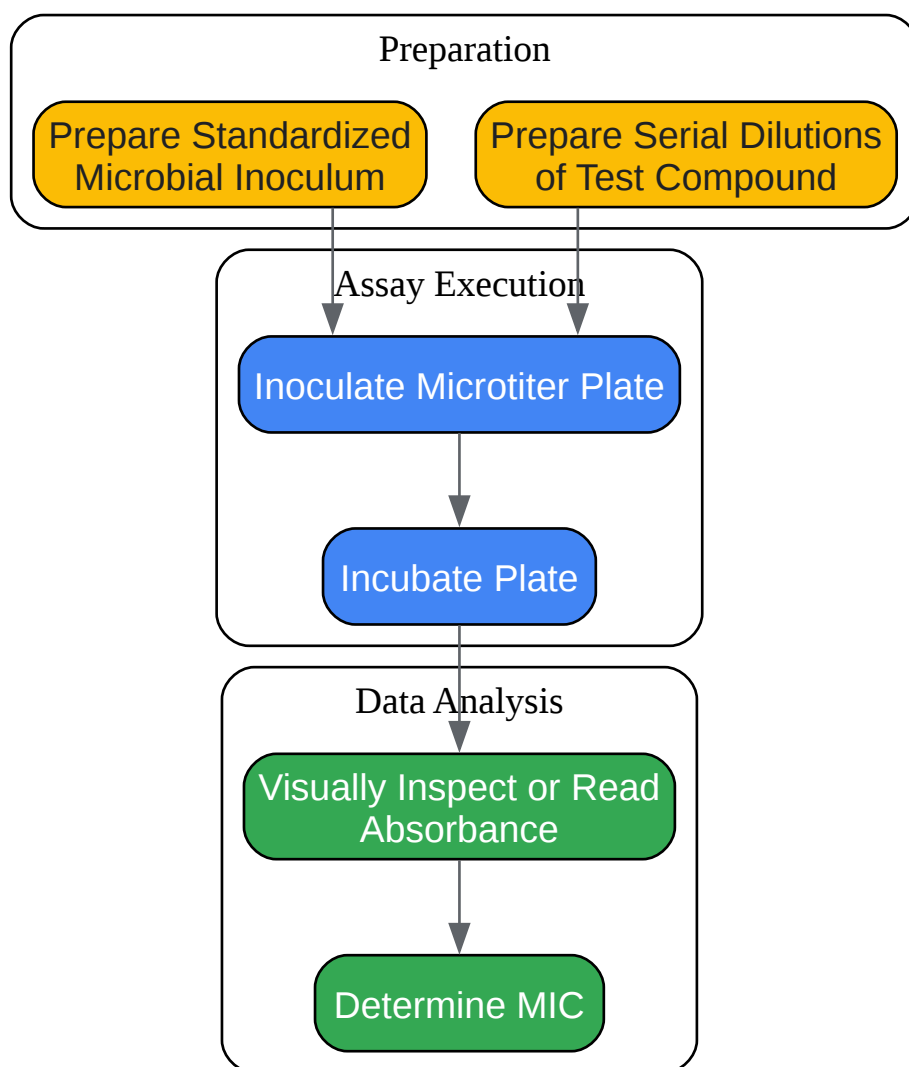 Preparation
Prepare Standardized
Microbial Inoculum
Prepare Serial Dilutions
of Test Compound
Assay Execution
Inoculate Microtiter Plate
Incubate Plate
Data Analysis
Visually Inspect or Read
Absorbance
Determine MIC